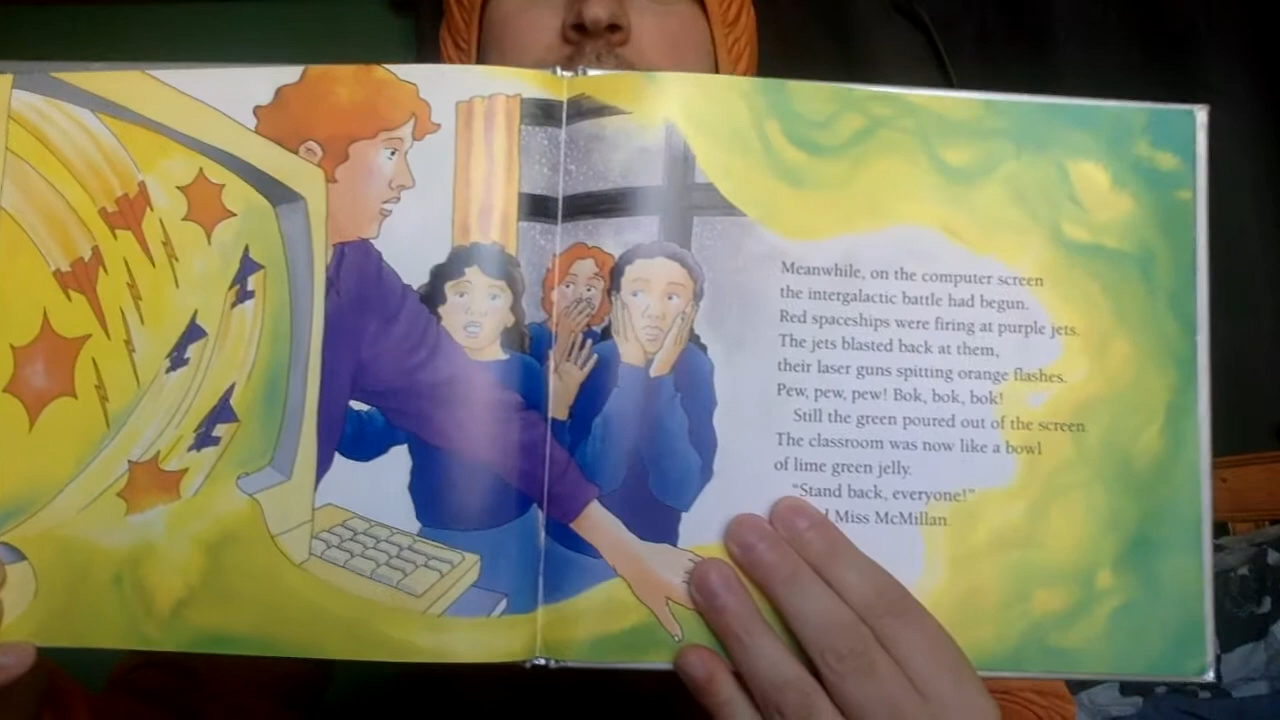 Meanwhile, on the computer screen
the intergalactic battle had begun.
Red spaceships were firing at purple jets.
The jets blasted back at them,
their laser guns spitting orange flashes.
Pew, pew, pew! Bok, bok, bok!
Still the green poured out of the screen.
The classroom was now like a bowl
of lime green jelly.
"Stand back, everyone!"
Miss McMillan.